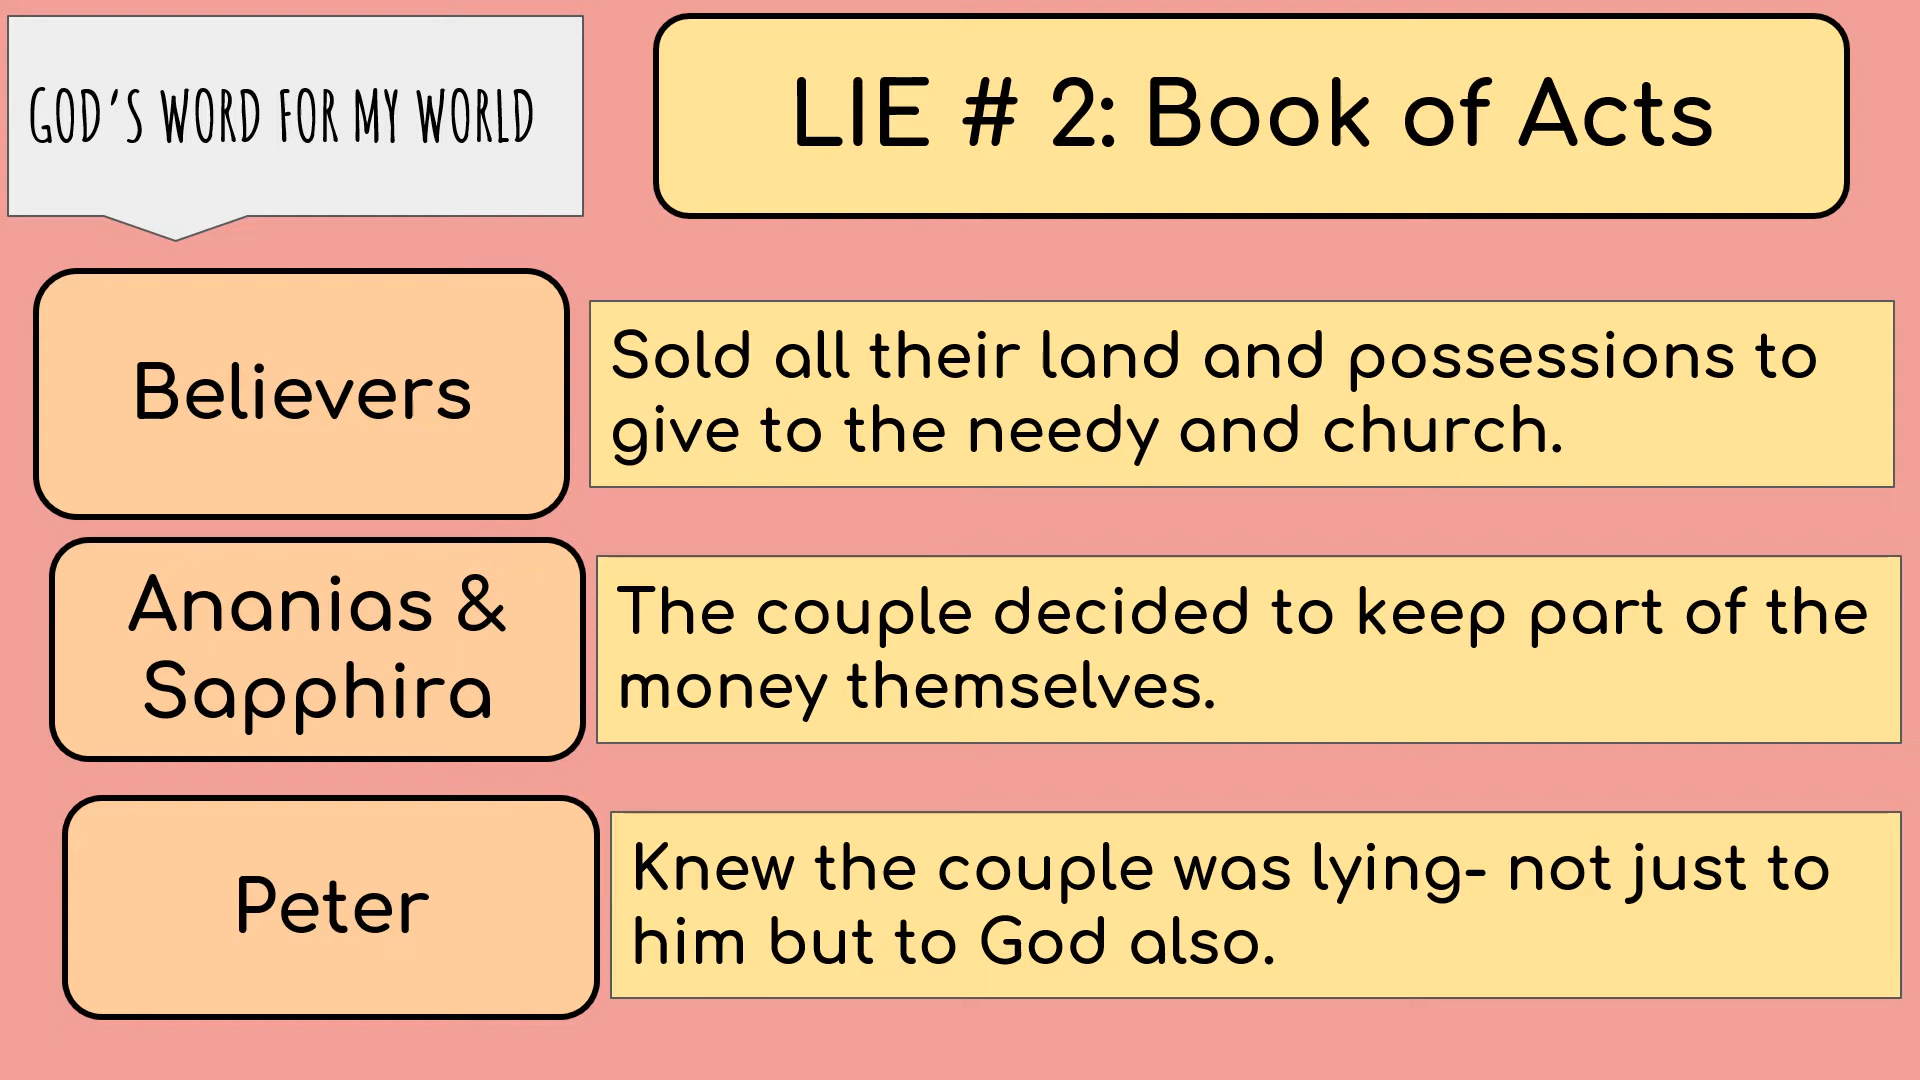 GOD'S WORD FOR MY WORLD
LIE # 2: Book of Acts
Believers
Sold all their land and possessions to
give to the needy and church.
Ananias &
Sapphira
The couple decided to keep part of the
money themselves.
Peter
Knew the couple was lying- not just to
him but to God also.